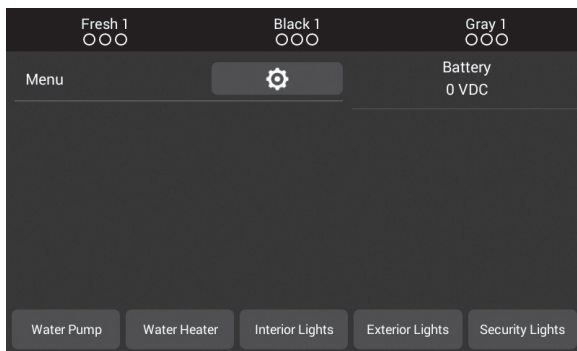 Fresh 1
Black 1
Gray 1
Menu
Battery
0 VDC
Water Pump
Water Heater
Interior Lights
Exterior Lights
Security Lights